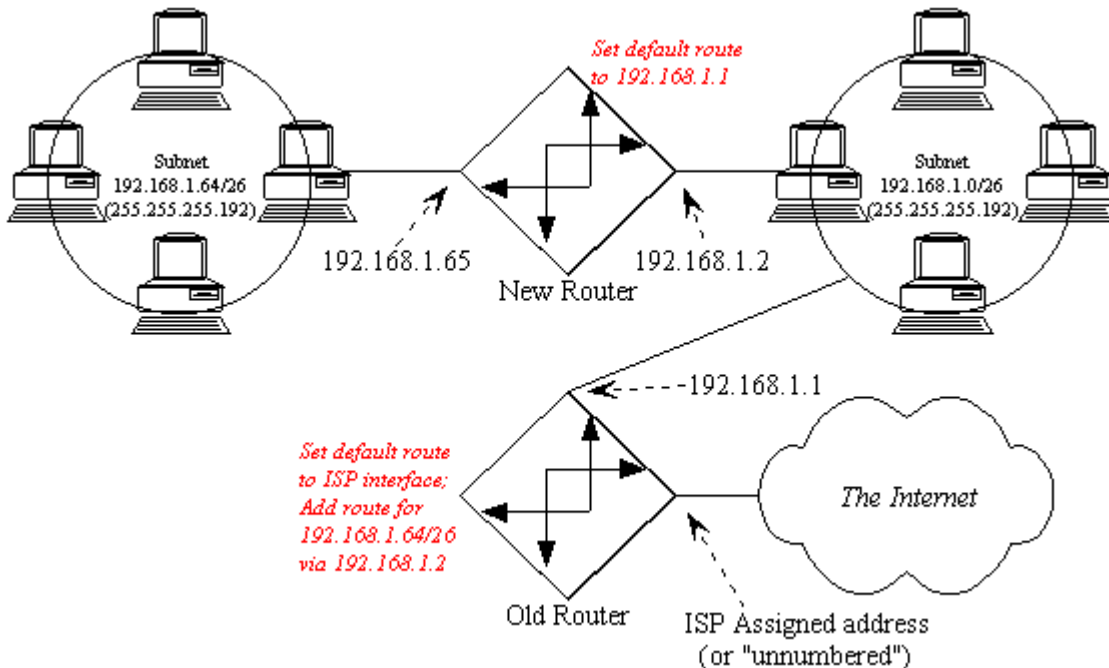 Set default route
to 192.168.1.1
Subnet
192.168.1.64/26
(255.255.255.192)
Subnet
192.168.1.0/26
(255.255.255.192)
192.168.1.65
192.168.1.2
New Router
192.168.1.1
Set default route
to ISP interface;
Add route for
192.168.1.64/26
via 192.168.1.2
The Internet
Old Router
ISP Assigned address
(or "unnumbered")